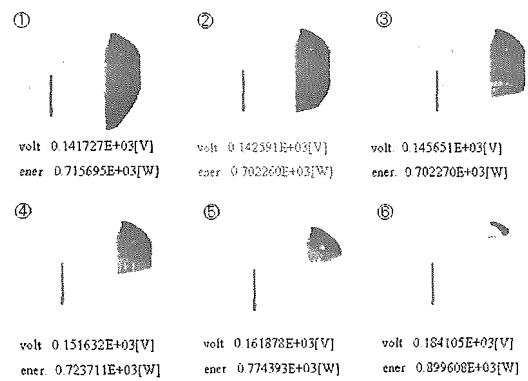 ①
②
③
volt 0.141727E+03[V]
ener 0.715695E+03[W]
volt 0.142591E+03[V]
ener 0.702260E+03[W]
volt. 0.145651E+03[V]
ener. 0.702270E+03[W]
④
⑤
⑥
volt 0.151632E+03[V]
ener 0.723711E+03[W]
volt 0.161878E+03[V]
ener 0.774393E+03[W]
volt 0.184105E+03[V]
ener 0.899608E+03[W]